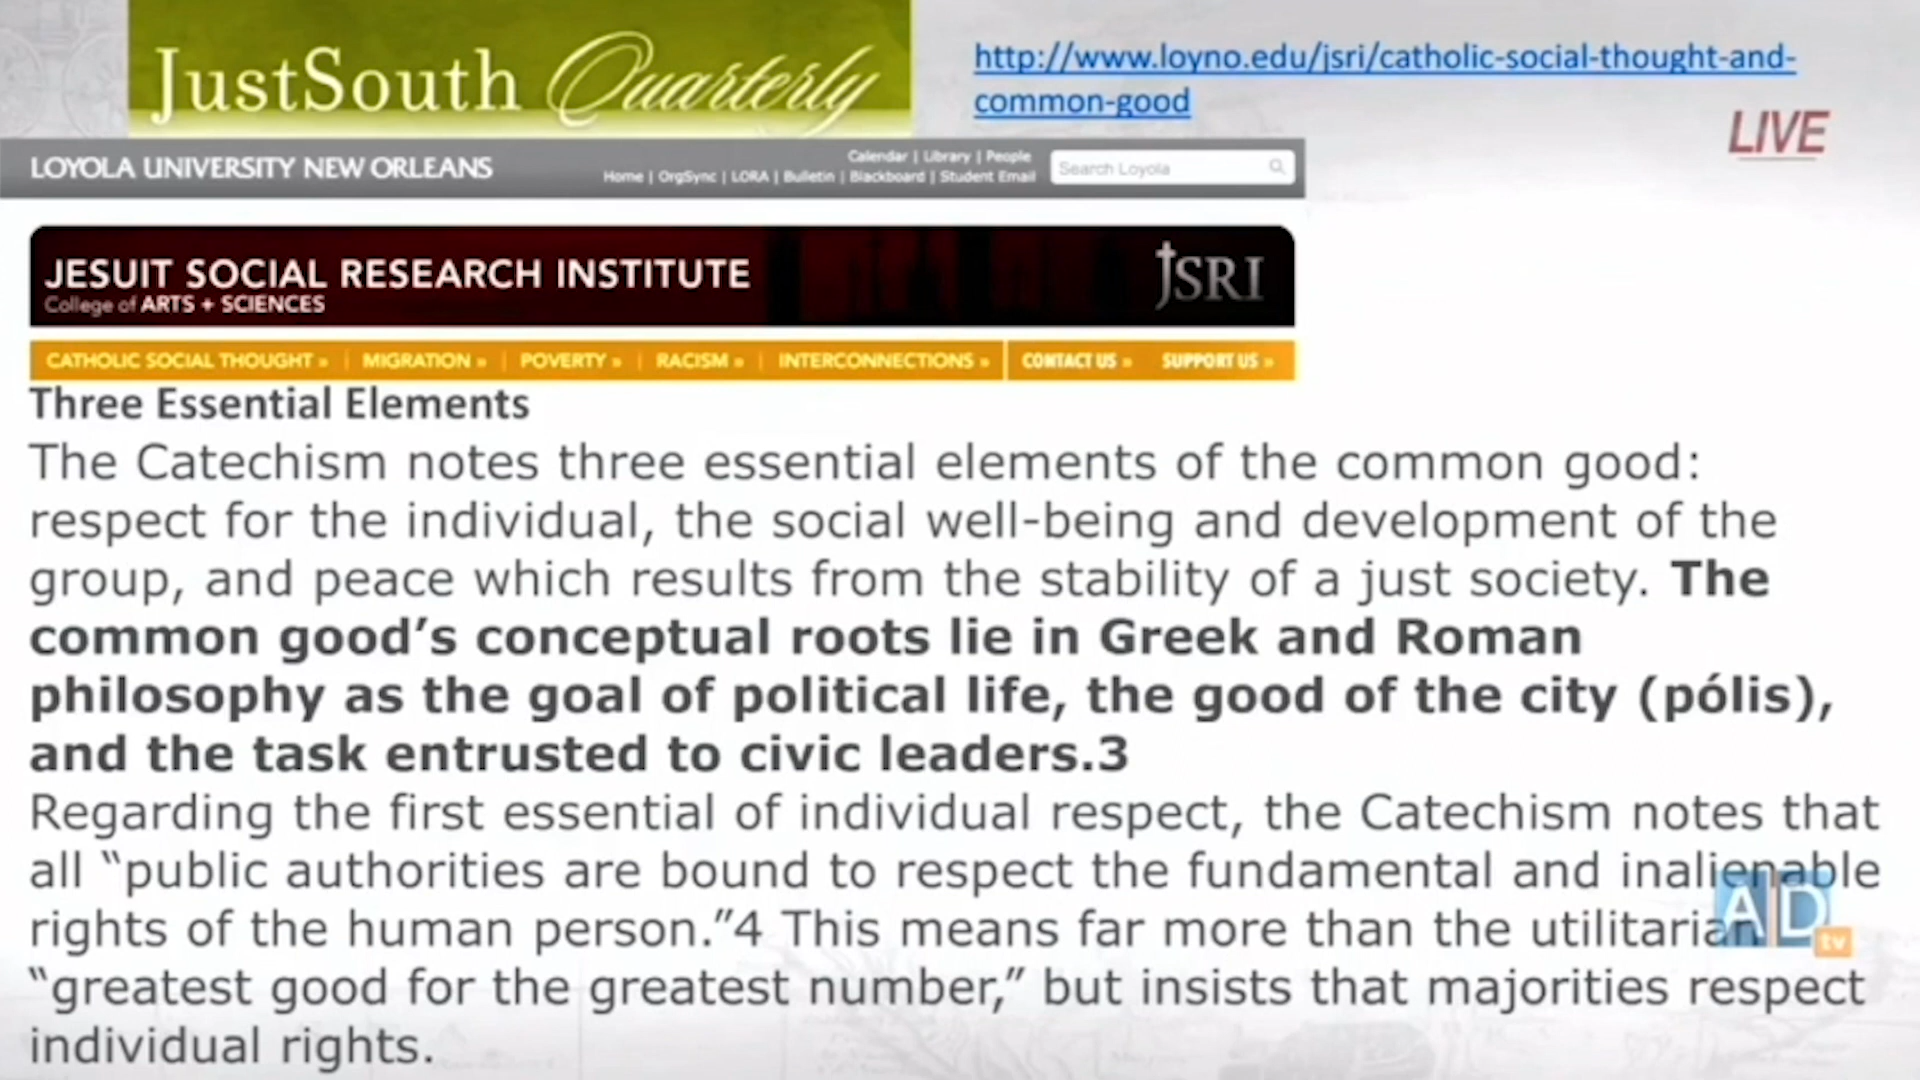 JustSouth Quarterly
http://www.loyno.edu/jsri/catholic-social-thought-and-
common-good
LIVE
LOYOLA UNIVERSITY NEW ORLEANS
Calendar | Library | People
Home | OrgSync | LORA | Bulletin | Blackboard | Student Email
Search Loyola
JESUIT SOCIAL RESEARCH INSTITUTE
College of ARTS + SCIENCES
JSRI
CATHOLIC SOCIAL THOUGHT » | MIGRATION » | POVERTY » | RACISM » | INTERCONNECTIONS » | CONTACT US » SUPPORT US »
Three Essential Elements
The Catechism notes three essential elements of the common good:
respect for the individual, the social well-being and development of the
group, and peace which results from the stability of a just society. The
common good’s conceptual roots lie in Greek and Roman
philosophy as the goal of political life, the good of the city (pólis),
and the task entrusted to civic leaders.3
Regarding the first essential of individual respect, the Catechism notes that
all “public authorities are bound to respect the fundamental and inalienable
rights of the human person.”4 This means far more than the utilitarian
“greatest good for the greatest number,” but insists that majorities respect
individual rights.
AD
tv